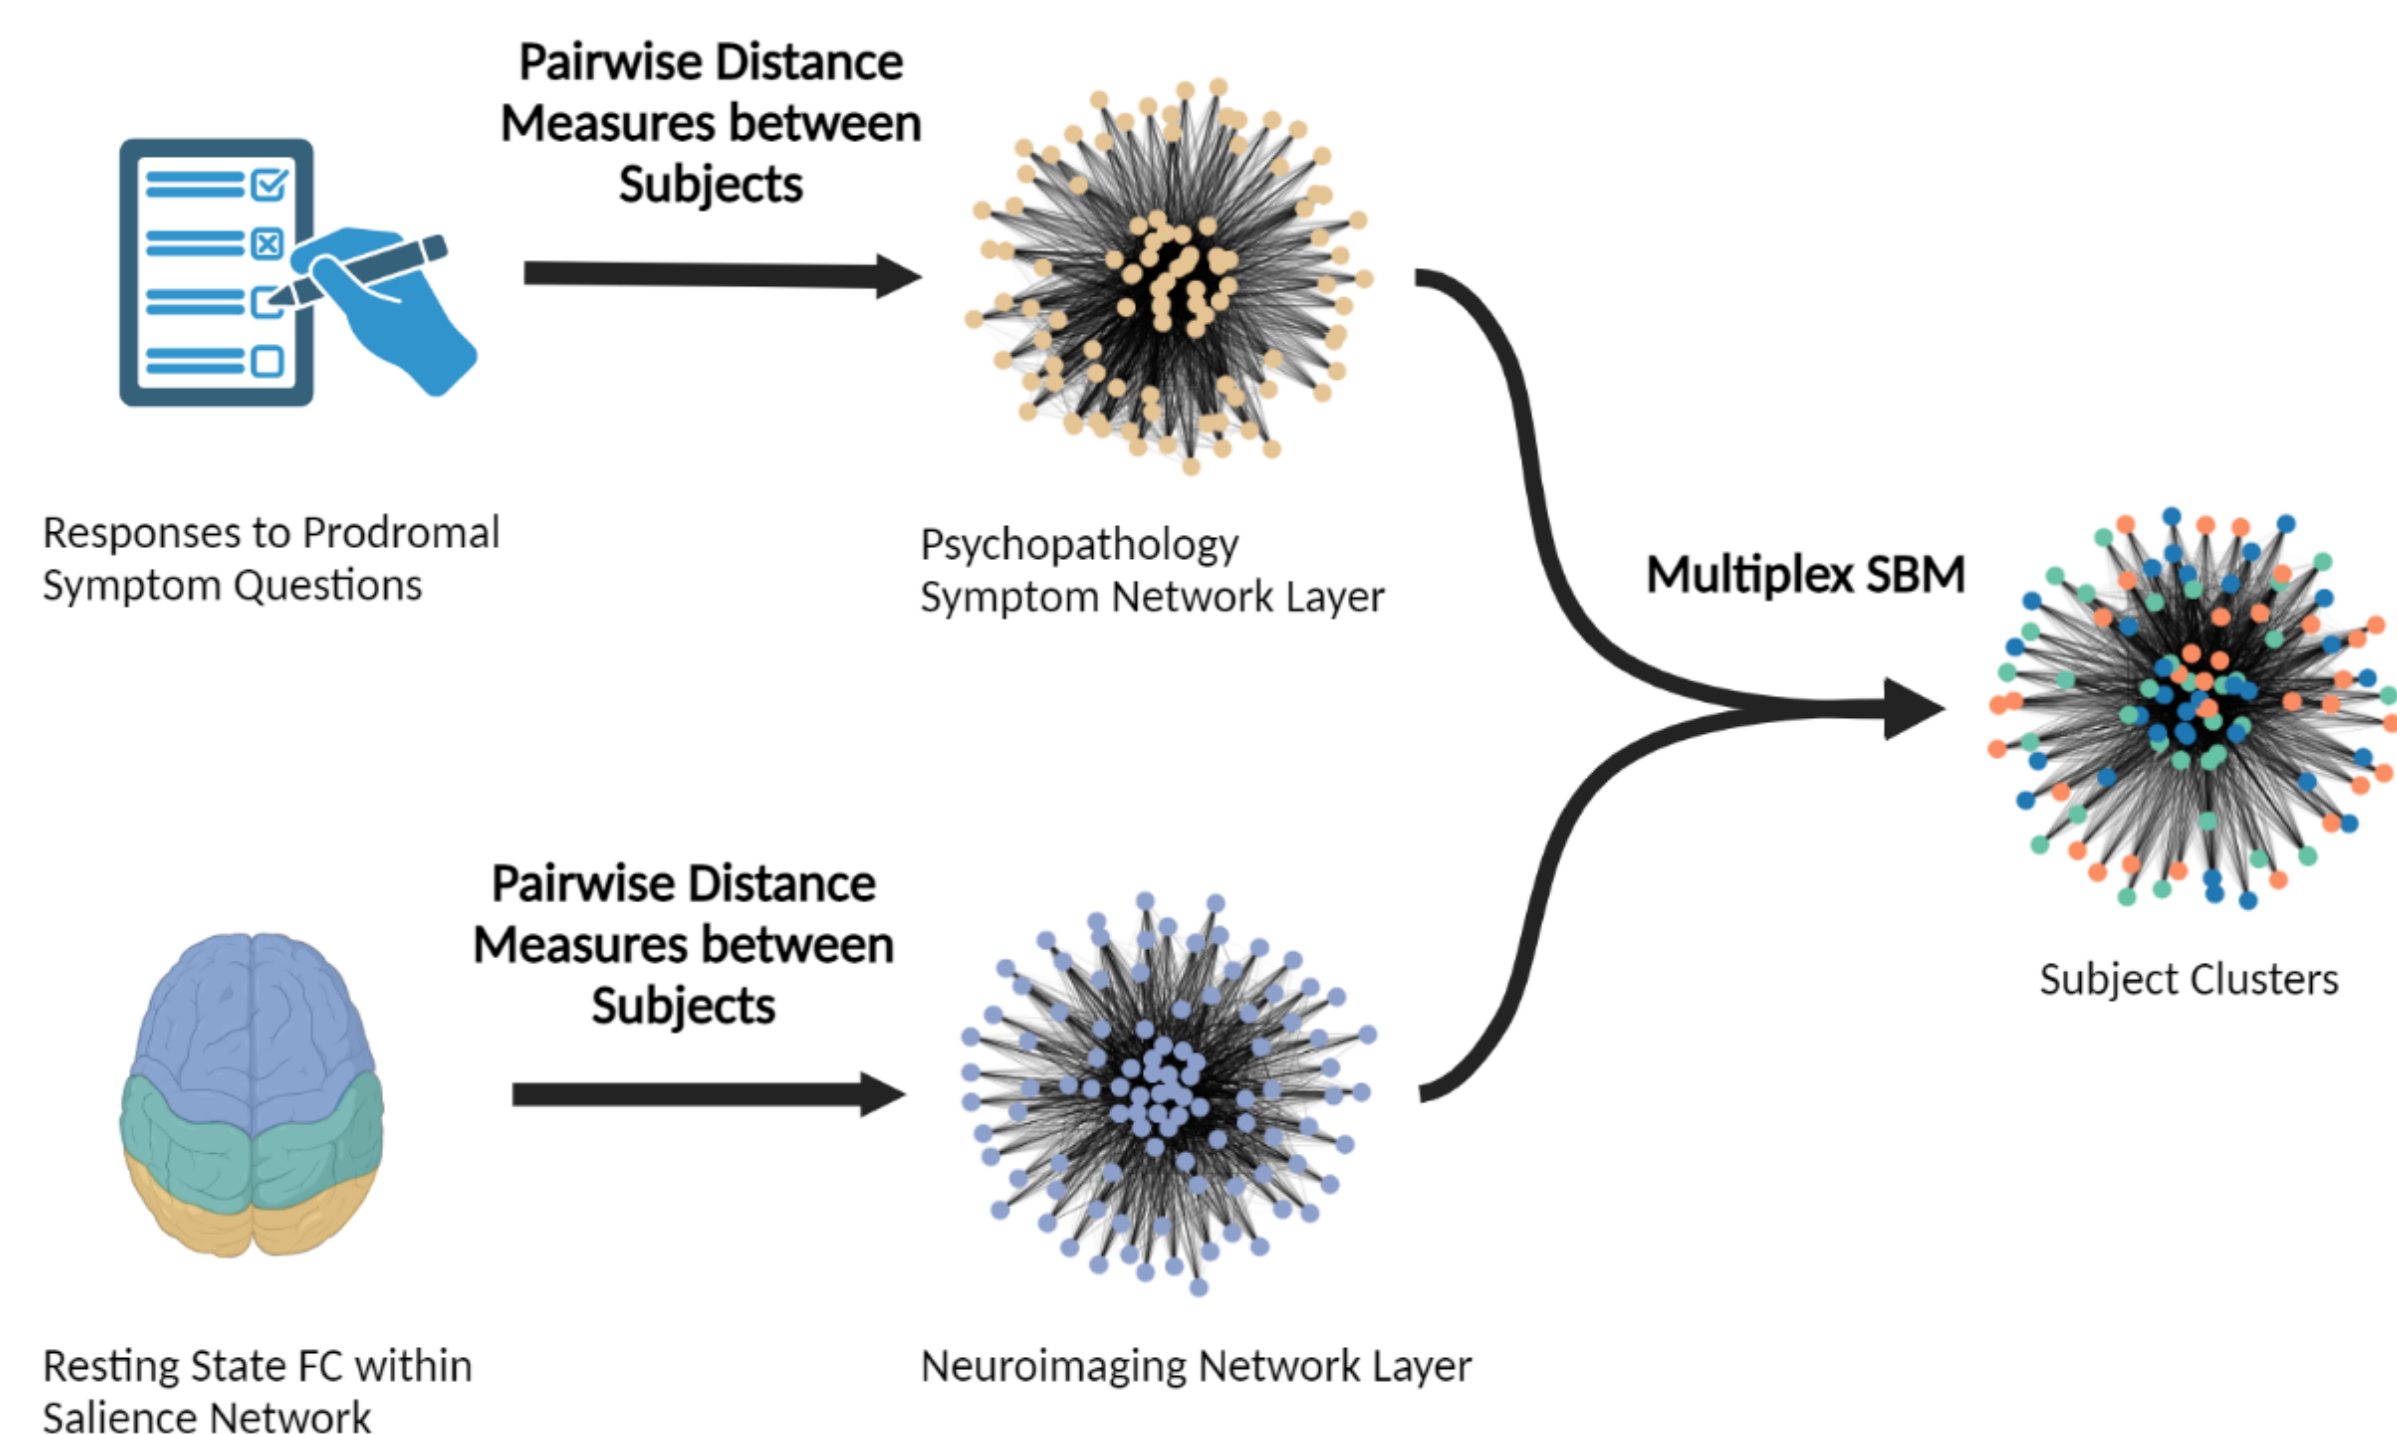 Pairwise Distance
Measures between
Subjects
Responses to Prodromal
Symptom Questions
Psychopathology
Symptom Network Layer
Multiplex SBM
Subject Clusters
Pairwise Distance
Measures between
Subjects
Resting State FC within
Salience Network
Neuroimaging Network Layer